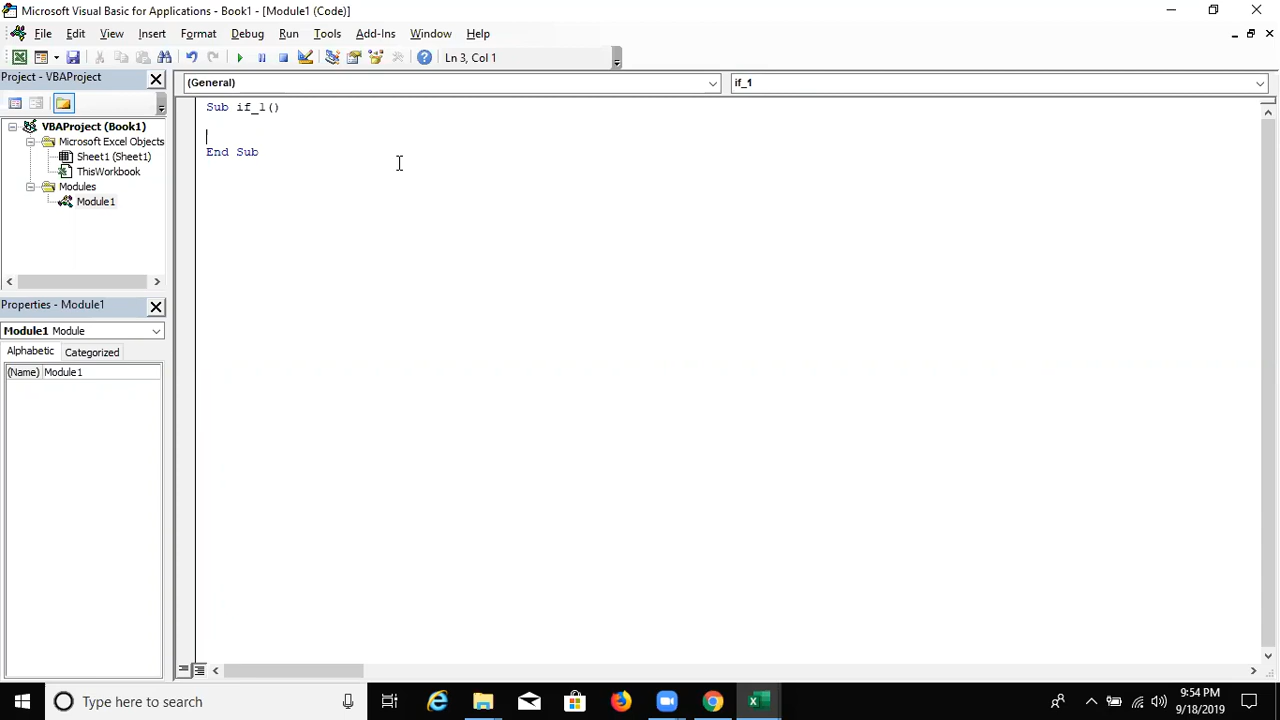 Microsoft Visual Basic for Applications - Book1 - [Module1 (Code)]
File Edit View Insert Format Debug Run Tools Add-Ins Window Help
Ln 3, Col 1
Project - VBAProject
(General)
if_1
VBAProject (Book1)
Microsoft Excel Objects
Sheet1 (Sheet1)
ThisWorkbook
Modules
Module1
Sub if_1()
End Sub
Properties - Module1
Module1 Module
Alphabetic Categorized
(Name) Module1
Type here to search
9:54 PM
9/18/2019